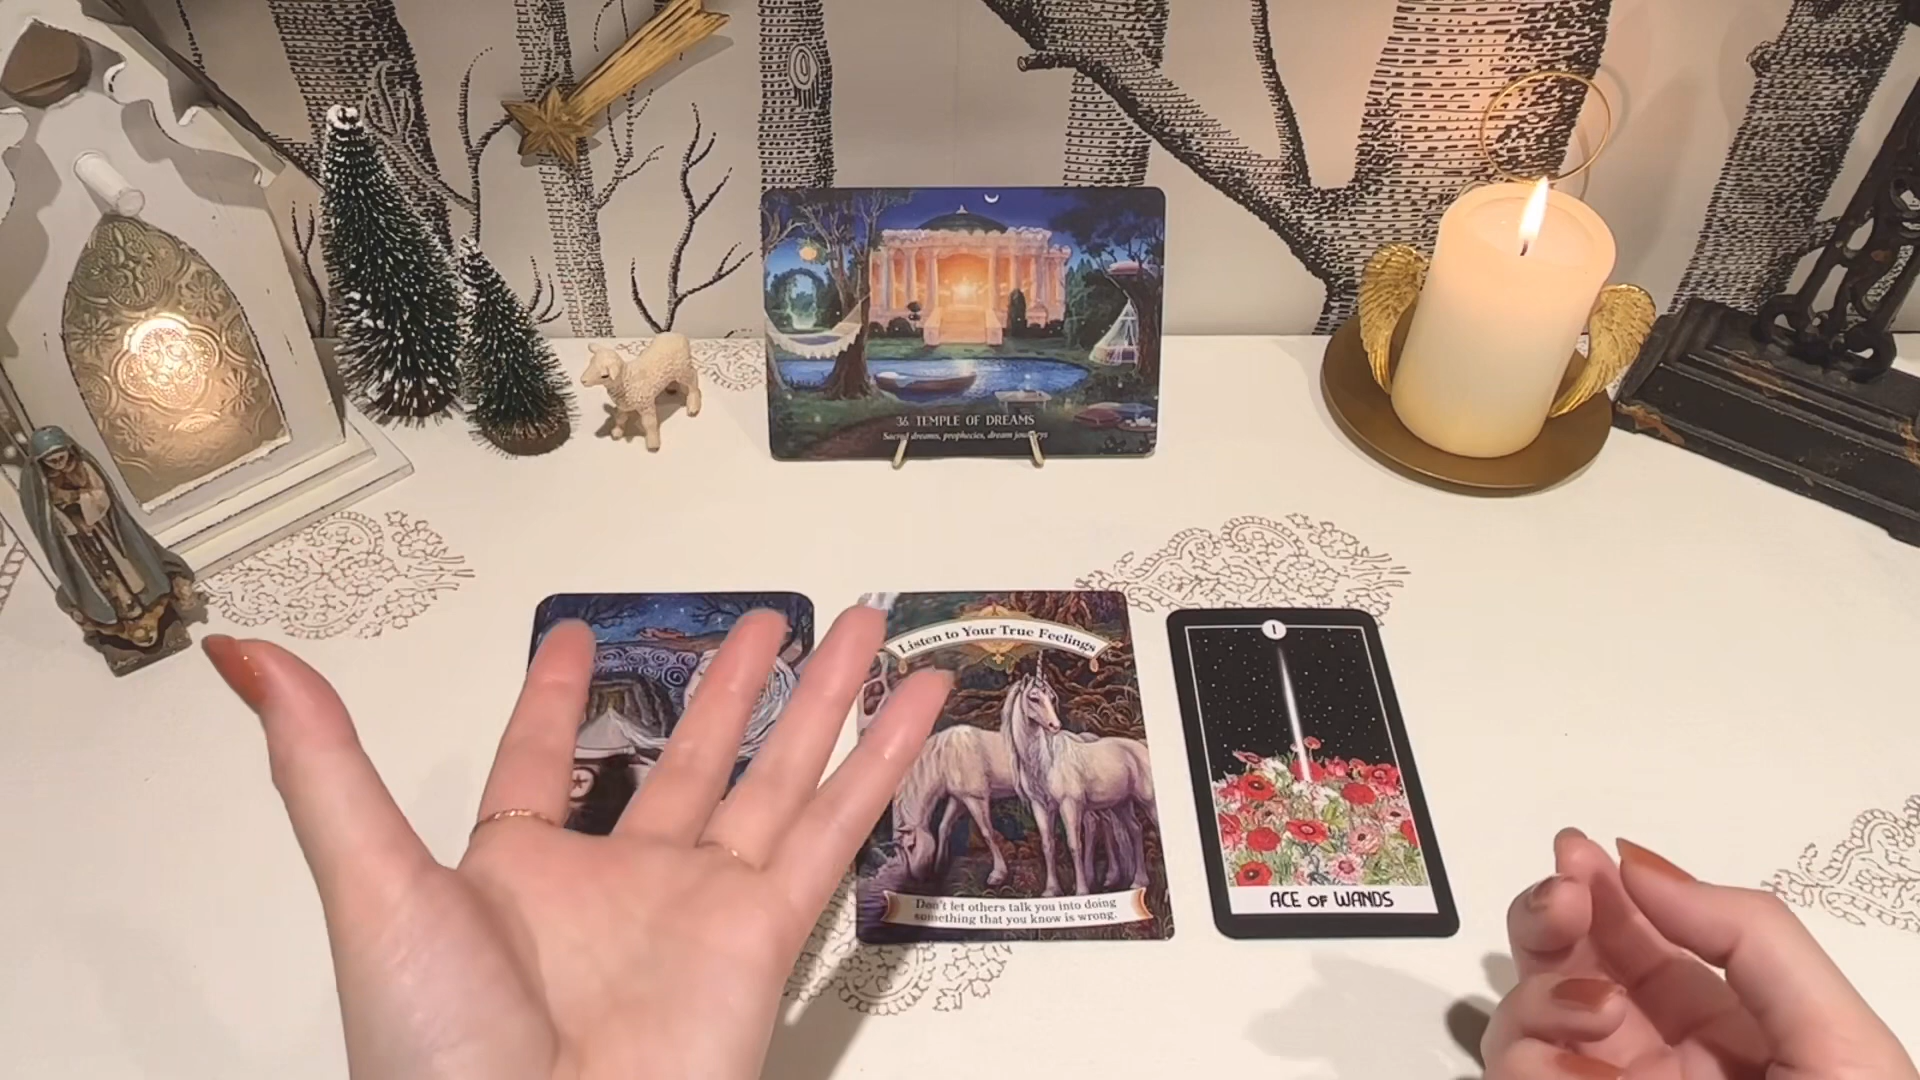 36 TEMPLE OF DREAMS
Sacred dreams, prophecies, dream journeys
Listen to Your True Feelings
Don't let others talk you into doing
something that you know is wrong.
I
ACE OF WANDS